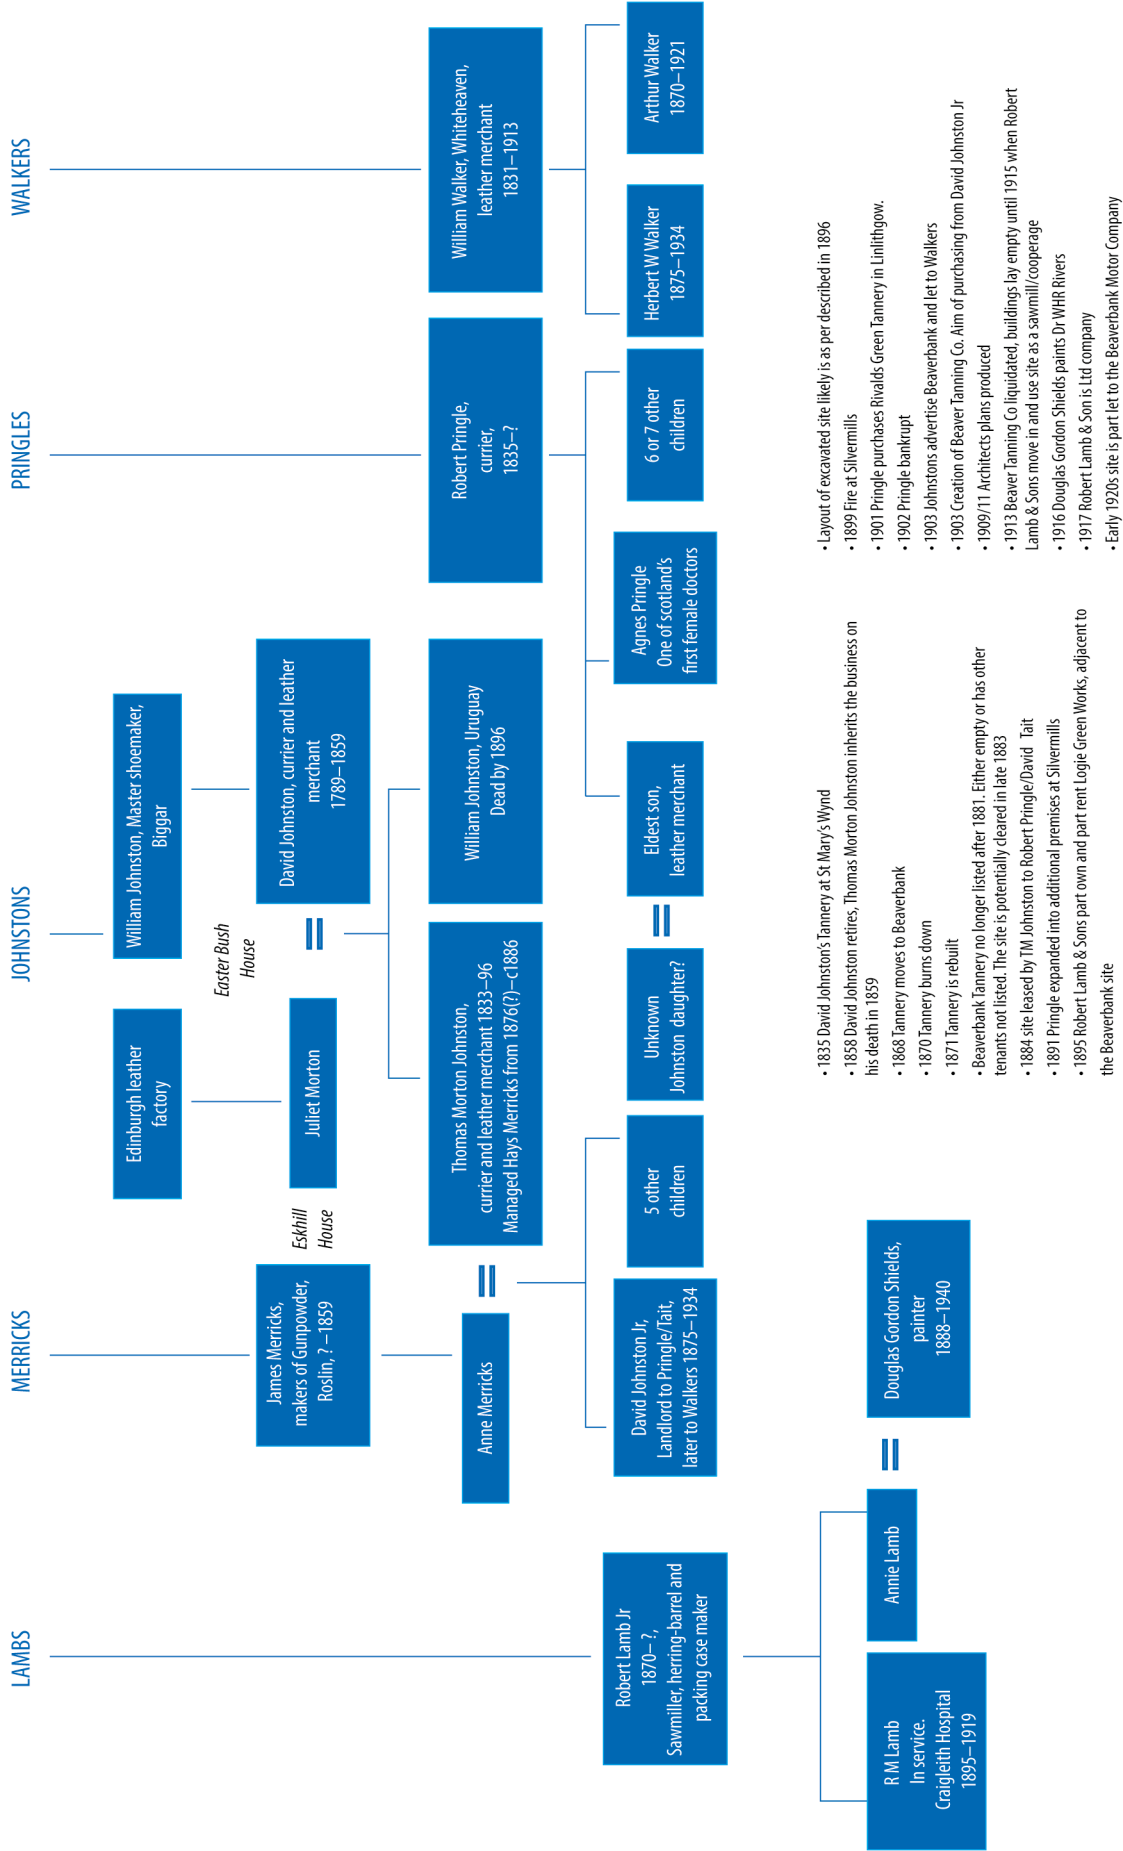 LAMBS
MERRICKS
JOHNSTONS
PRINGLES
WALKERS
Edinburgh leather
factory
William Johnston, Master shoemaker,
Biggar
James Merricks,
makers of Gunpowder,
Roslin, ? –1859
Eskhill
House
Juliet Morton
Easter Bush
House
David Johnston, currier and leather
merchant
1789–1859
Anne Merricks
Thomas Morton Johnston,
currier and leather merchant 1833–96
Managed Hays Merricks from 1876(?)–c1886
William Johnston, Uruguay
Dead by 1896
Robert Pringle,
currier,
1835–?
William Walker, Whiteheaven,
leather merchant
1831–1913
Robert Lamb Jr
1870– ?,
Sawmiller, herring-barrel and
packing case maker
David Johnston Jr,
Landlord to Pringle/Tait,
later to Walkers 1875–1934
5 other
children
Unknown
Johnston daughter?
Eldest son,
leather merchant
Agnes Pringle
One of scotland's
first female doctors
6 or 7 other
children
Herbert W Walker
1875–1934
Arthur Walker
1870–1921
R M Lamb
In service.
Craigleith Hospital
1895–1919
Annie Lamb
Douglas Gordon Shields,
painter
1888–1940
• 1835 David Johnston's Tannery at St Mary's Wynd
• 1858 David Johnston retires, Thomas Morton Johnston inherits the business on
his death in 1859
• 1868 Tannery moves to Beaverbank
• 1870 Tannery burns down
• 1871 Tannery is rebuilt
• Beaverbank Tannery no longer listed after 1881. Either empty or has other
tenants not listed. The site is potentially cleared in late 1883
• 1884 site leased by TM Johnston to Robert Pringle/David Tait
• 1891 Pringle expanded into additional premises at Silvermills
• 1895 Robert Lamb & Sons part own and part rent Logie Green Works, adjacent to
the Beaverbank site
• Layout of excavated site likely is as per described in 1896
• 1899 Fire at Silvermills
• 1901 Pringle purchases Rivalds Green Tannery in Linlithgow.
• 1902 Pringle bankrupt
• 1903 Johnstons advertise Beaverbank and let to Walkers
• 1903 Creation of Beaver Tanning Co. Aim of purchasing from David Johnston Jr
• 1909/11 Architects plans produced
• 1913 Beaver Tanning Co liquidated, buildings lay empty until 1915 when Robert
Lamb & Sons move in and use site as a sawmill/cooperage
• 1916 Douglas Gordon Shields paints Dr WHR Rivers
• 1917 Robert Lamb & Son is Ltd company
• Early 1920s site is part let to the Beaverbank Motor Company